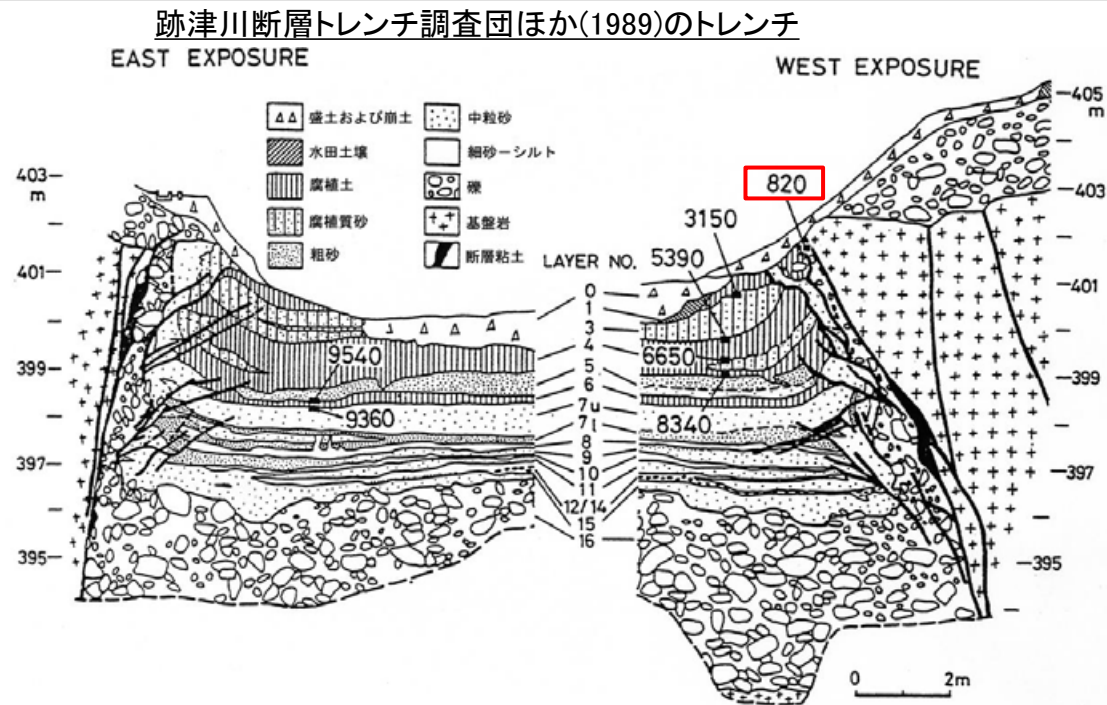 跡津川断層トレンチ調査団ほか(1989)のトレンチ
EAST EXPOSURE
WEST EXPOSURE
盛土および崩土
中粒砂
水田土壌
細砂ーシルト
腐植土
礫
腐植質砂
基盤岩
粗砂
断層粘土
403
m
401
399
397
395
405
m
403
401
399
397
395
820
3150
5390
6650
8340
9540
9360
LAYER NO.
0
1
3
4
5
6
7u
7l
8
9
10
11
12/14
15
16
0 2m